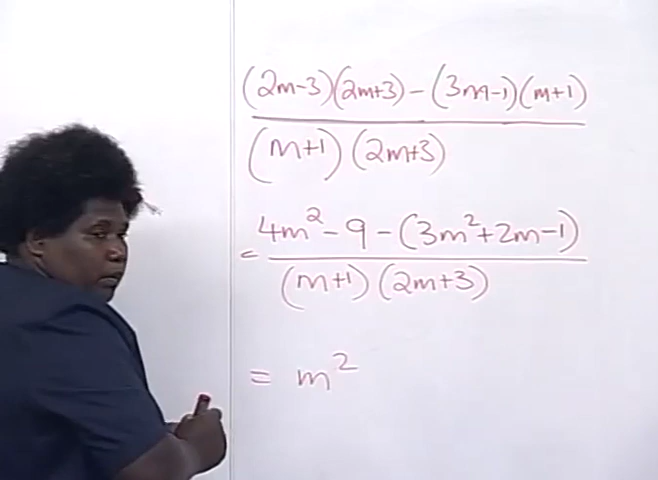 (2m-3)(2m+3) - (3m-1)(m+1)
(m+1)(2m+3)
= 4m² - 9 - (3m² + 2m - 1)
(m+1)(2m+3)
= m²